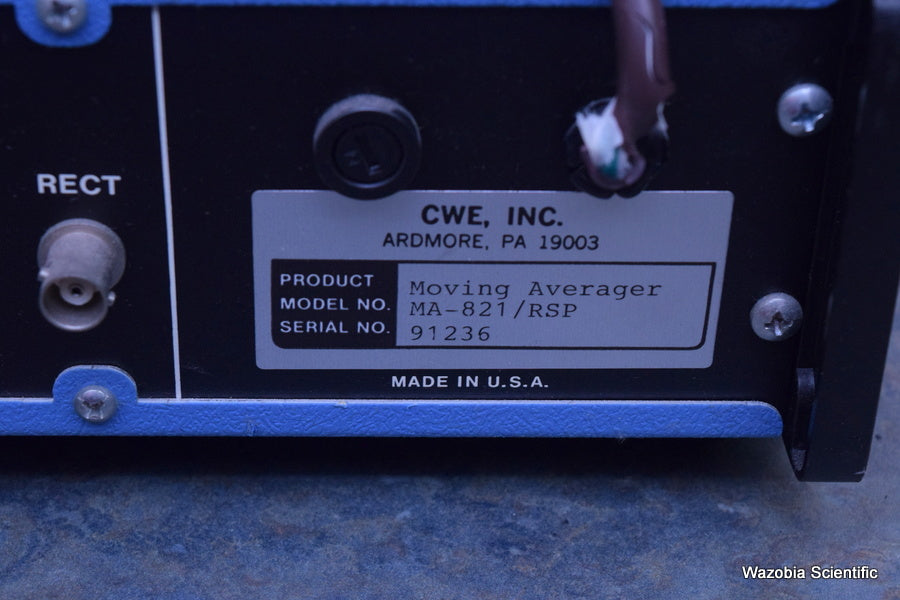 RECT
CWE, INC.
ARDMORE, PA 19003
PRODUCT Moving Averager
MODEL NO. MA-821/RSP
SERIAL NO. 91236
MADE IN U.S.A.
Wazobia Scientific